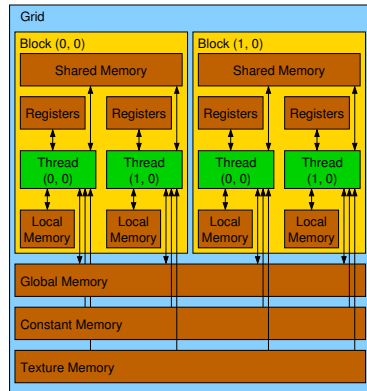 Grid
Block (0, 0)
Shared Memory
Registers
Registers
Thread
(0, 0)
Thread
(1, 0)
Local
Memory
Local
Memory
Block (1, 0)
Shared Memory
Registers
Registers
Thread
(0, 0)
Thread
(1, 0)
Local
Memory
Local
Memory
Global Memory
Constant Memory
Texture Memory